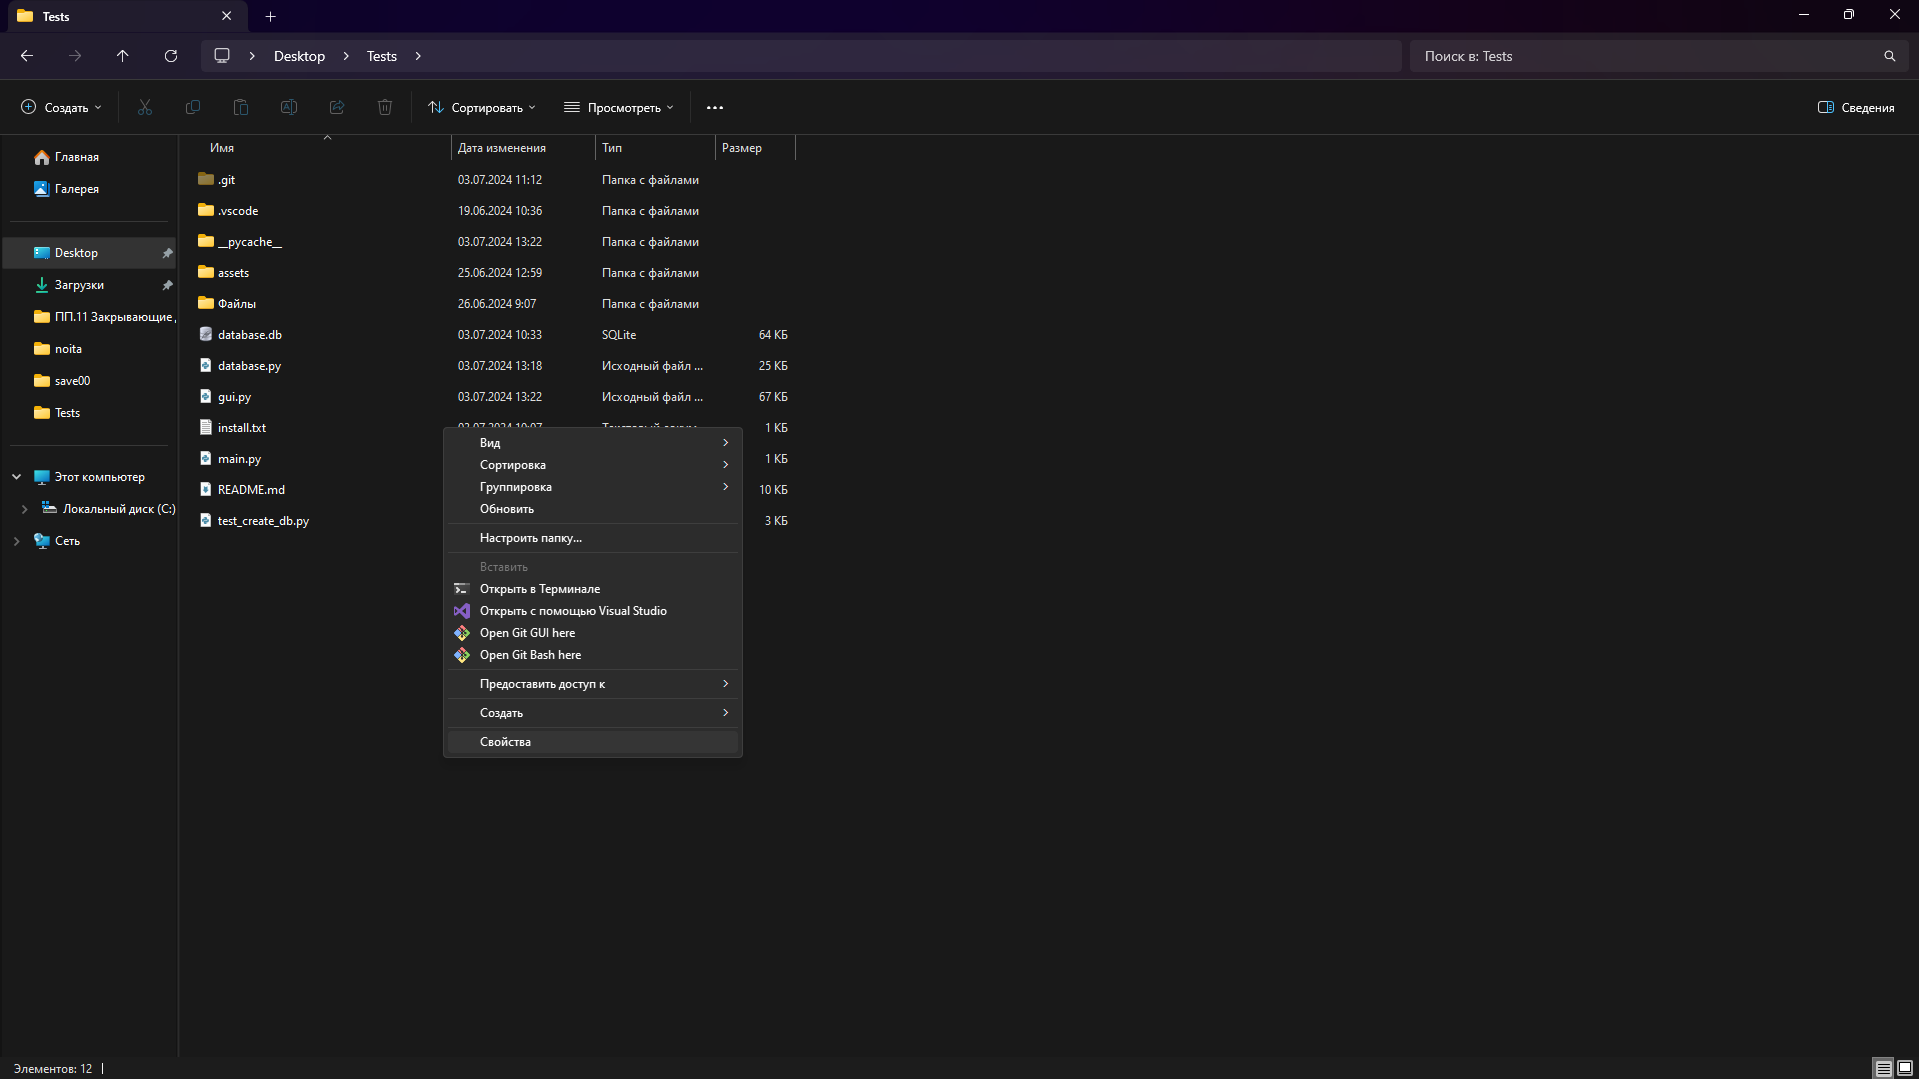 Tests
Desktop
Tests
Поиск в: Tests
Создать
Сортировать
Просмотреть
Сведения
Главная
Галерея
Desktop
Загрузки
ПП.11 Закрывающие
noita
save00
Tests
Этот компьютер
Локальный диск (C:)
Сеть
Имя Дата изменения Тип Размер
.git 03.07.2024 11:12 Папка с файлами
.vscode 19.06.2024 10:36 Папка с файлами
__pycache__ 03.07.2024 13:22 Папка с файлами
assets 25.06.2024 12:59 Папка с файлами
Файлы 26.06.2024 9:07 Папка с файлами
database.db 03.07.2024 10:33 SQLite 64 КБ
database.py 03.07.2024 13:18 Исходный файл ... 25 КБ
gui.py 03.07.2024 13:22 Исходный файл ... 67 КБ
install.txt 1 КБ
main.py 1 КБ
README.md 10 КБ
test_create_db.py 3 КБ
Вид
Сортировка
Группировка
Обновить
Настроить папку...
Вставить
Открыть в Терминале
Открыть с помощью Visual Studio
Open Git GUI here
Open Git Bash here
Предоставить доступ к
Создать
Свойства
Элементов: 12